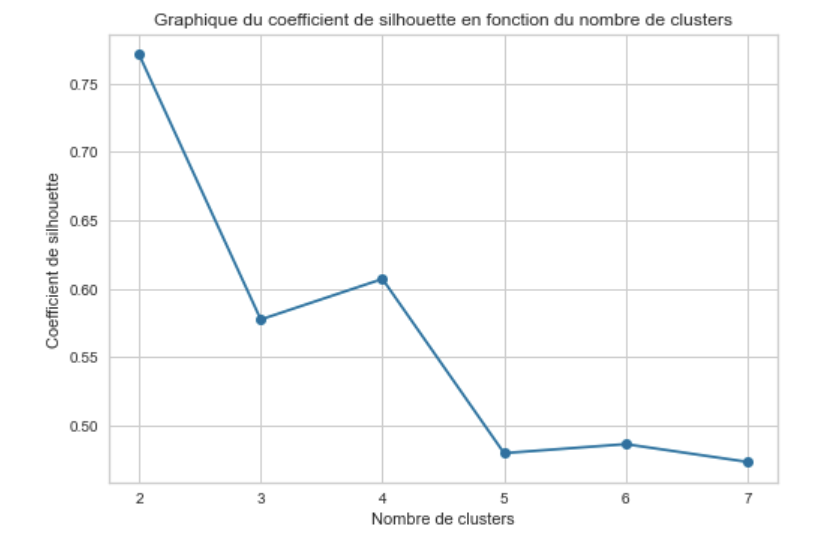 Graphique du coefficient de silhouette en fonction du nombre de clusters
0.75
0.70
0.65
0.60
0.55
0.50
Coefficient de silhouette
2 3 4 5 6 7
Nombre de clusters